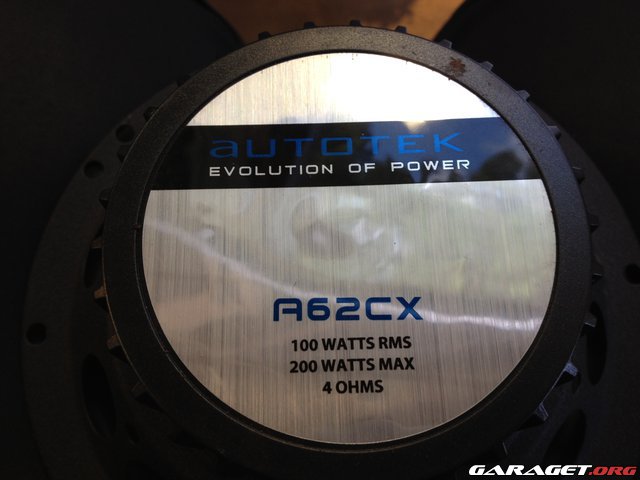 aUTOTEK
EVOLUTION OF POWER
A62CX
100 WATTS RMS
200 WATTS MAX
4 OHMS
GARAGET.ORG